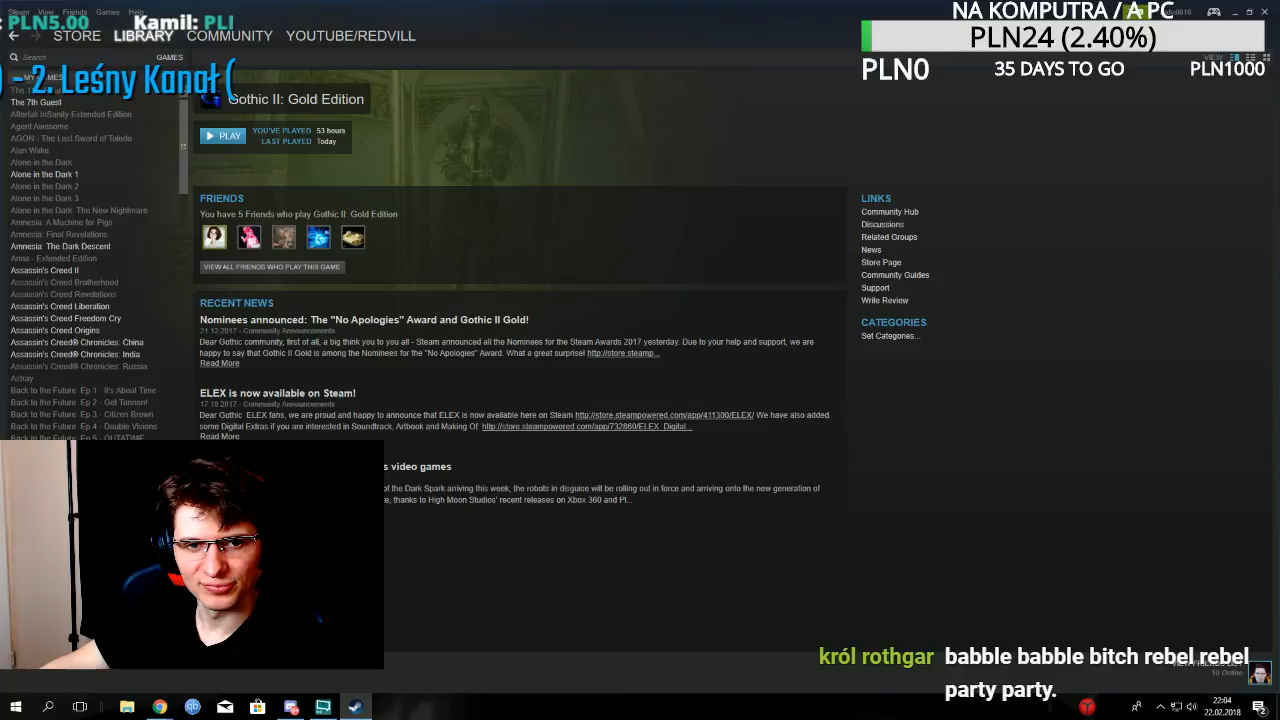 Steam View Friends Games Help
: PLN5.00 Kamil: PLI
STORE LIBRARY COMMUNITY YOUTUBE/REDVILL
NA KOMPUTRA / A PC
PLN24 (2.40%)
PLN0 35 DAYS TO GO PLN1000
Search GAMES
VIEW
) - 2. Leśny Kanał (
The 7th Guest
Afterfall InSanity Extended Edition
Agent Awesome
AGON - The Lost Sword of Toledo
Alan Wake
Alone in the Dark
Alone in the Dark 1
Alone in the Dark 2
Alone in the Dark 3
Alone in the Dark: The New Nightmare
Amnesia: A Machine for Pigs
Amnesia: Final Revelations
Amnesia: The Dark Descent
Anna - Extended Edition
Assassin's Creed II
Assassin's Creed Brotherhood
Assassin's Creed Revelations
Assassin's Creed Liberation
Assassin's Creed Freedom Cry
Assassin's Creed Origins
Assassin's Creed® Chronicles: China
Assassin's Creed® Chronicles: India
Assassin's Creed® Chronicles: Russia
Astray
Back to the Future Ep 1 - It's About Time
Back to the Future Ep 2 - Get Tannen!
Back to the Future Ep 3 - Citizen Brown
Back to the Future Ep 4 - Double Visions
Back to the Future Ep 5 - OUTATIME
Gothic II: Gold Edition
PLAY
YOU'VE PLAYED 53 hours
LAST PLAYED Today
FRIENDS
You have 5 Friends who play Gothic II: Gold Edition
VIEW ALL FRIENDS WHO PLAY THIS GAME
RECENT NEWS
Nominees announced: The "No Apologies" Award and Gothic II Gold!
21.12.2017 - Community Announcements
Dear Gothic community, first of all, a big think you to you all - Steam announced all the Nominees for the Steam Awards 2017 yesterday. Due to your help and support, we are
happy to say that Gothic II Gold is among the Nominees for the "No Apologies" Award. What a great surprise! http://store.steamp...
Read More
ELEX is now available on Steam!
17.10.2017 - Community Announcements
Dear Gothic ELEX fans, we are proud and happy to announce that ELEX is now available here on Steam http://store.steampowered.com/app/411300/ELEX/ We have also added
some Digital Extras if you are interested in Soundtrack, Artbook and Making Of: http://store.steampowered.com/app/732860/ELEX_Digital...
Read More
s video games
of the Dark Spark arriving this week, the robots in disguise will be rolling out in force and arriving onto the new generation of
, thanks to High Moon Studios' recent releases on Xbox 360 and Pl...
LINKS
Community Hub
Discussions
Related Groups
News
Store Page
Community Guides
Support
Write Review
CATEGORIES
Set Categories...
król rothgar babble babble bitch rebel rebel
party party.
10 Online
22:04
22.02.2018
2